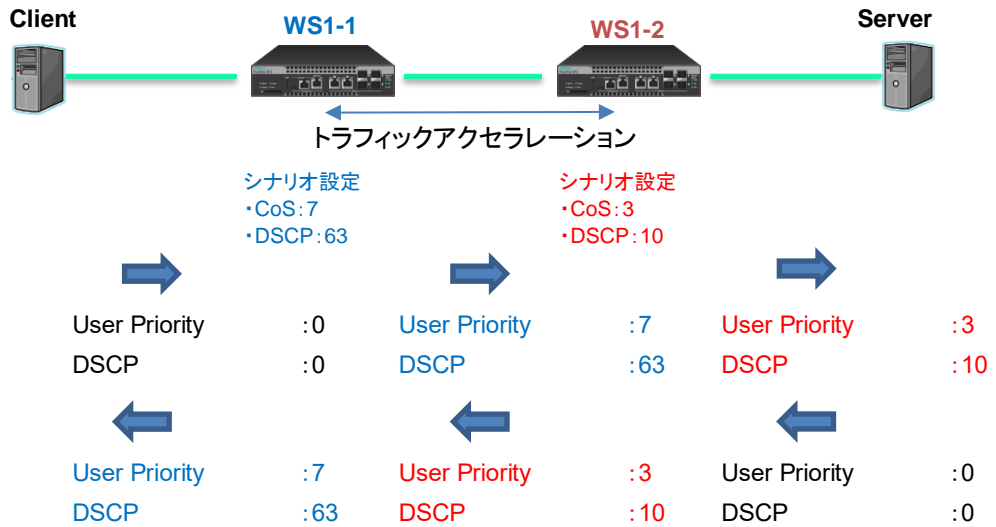 Client WS1-1 WS1-2 Server
トラフィックアクセラレーション
シナリオ設定
・CoS：7
・DSCP：63
シナリオ設定
・CoS：3
・DSCP：10
User Priority ：0 User Priority ：7 User Priority ：3
DSCP ：0 DSCP ：63 DSCP ：10
User Priority ：7 User Priority ：3 User Priority ：0
DSCP ：63 DSCP ：10 DSCP ：0